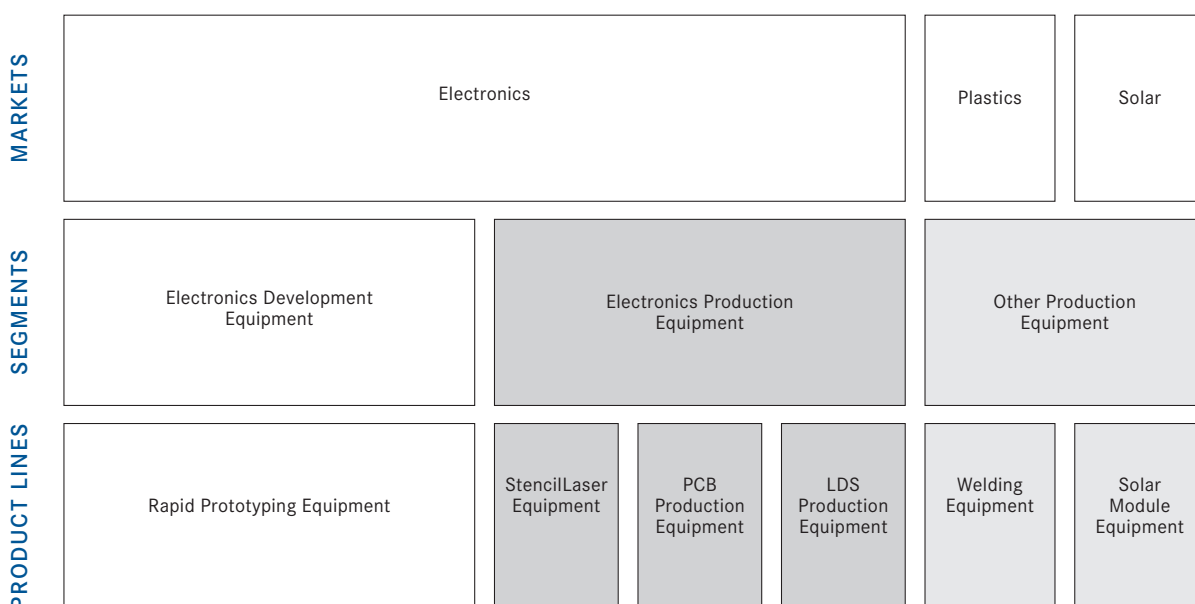 MARKETS
Electronics
Plastics
Solar
SEGMENTS
Electronics Development
Equipment
Electronics Production
Equipment
Other Production
Equipment
PRODUCT LINES
Rapid Prototyping Equipment
StencilLaser
Equipment
PCB
Production
Equipment
LDS
Production
Equipment
Welding
Equipment
Solar
Module
Equipment